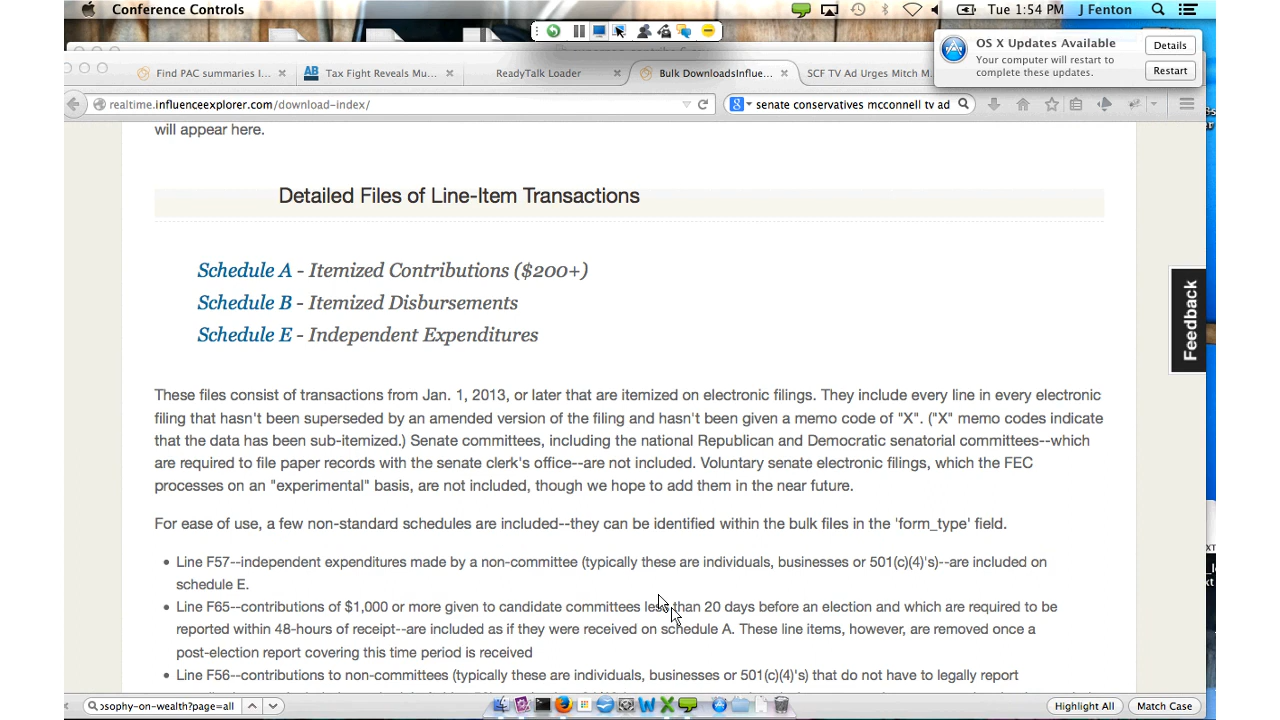 Conference Controls
Tue 1:54 PM J Fenton
OS X Updates Available
Your computer will restart to
complete these updates.
Details
Restart
Find PAC summaries I...
Tax Fight Reveals Mu...
ReadyTalk Loader
Bulk DownloadsInflue...
SCF TV Ad Urges Mitch M
realtime.influenceexplorer.com/download-index/
senate conservatives mcconnell tv ad
will appear here.
Detailed Files of Line-Item Transactions
Schedule A - Itemized Contributions ($200+)
Schedule B - Itemized Disbursements
Schedule E - Independent Expenditures
Feedback
These files consist of transactions from Jan. 1, 2013, or later that are itemized on electronic filings. They include every line in every electronic
filing that hasn't been superseded by an amended version of the filing and hasn't been given a memo code of "X". ("X" memo codes indicate
that the data has been sub-itemized.) Senate committees, including the national Republican and Democratic senatorial committees--which
are required to file paper records with the senate clerk's office--are not included. Voluntary senate electronic filings, which the FEC
processes on an "experimental" basis, are not included, though we hope to add them in the near future.
For ease of use, a few non-standard schedules are included--they can be identified within the bulk files in the 'form_type' field.
• Line F57--independent expenditures made by a non-committee (typically these are individuals, businesses or 501(c)(4)'s)--are included on
schedule E.
• Line F65--contributions of $1,000 or more given to candidate committees less than 20 days before an election and which are required to be
reported within 48-hours of receipt--are included as if they were received on schedule A. These line items, however, are removed once a
post-election report covering this time period is received
• Line F56--contributions to non-committees (typically these are individuals, businesses or 501(c)(4)'s) that do not have to legally report
osophy-on-wealth?page=all
Highlight All
Match Case